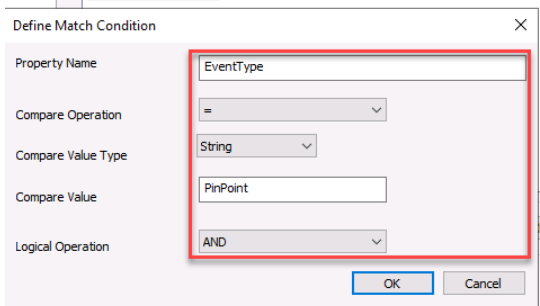 Define Match Condition
Property Name EventType
Compare Operation =
Compare Value Type String
Compare Value PinPoint
Logical Operation AND
OK Cancel